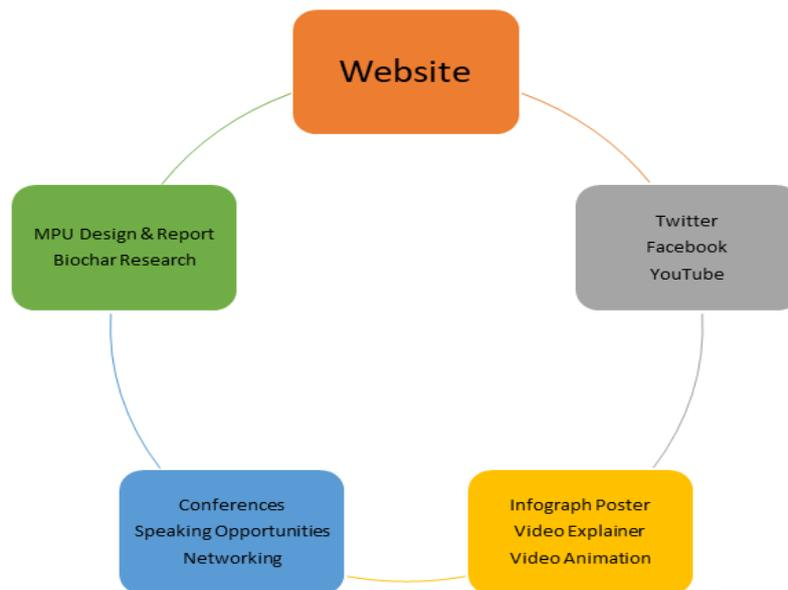 Website
Twitter
Facebook
YouTube
Infograph Poster
Video Explainer
Video Animation
Conferences
Speaking Opportunities
Networking
MPU Design & Report
Biochar Research